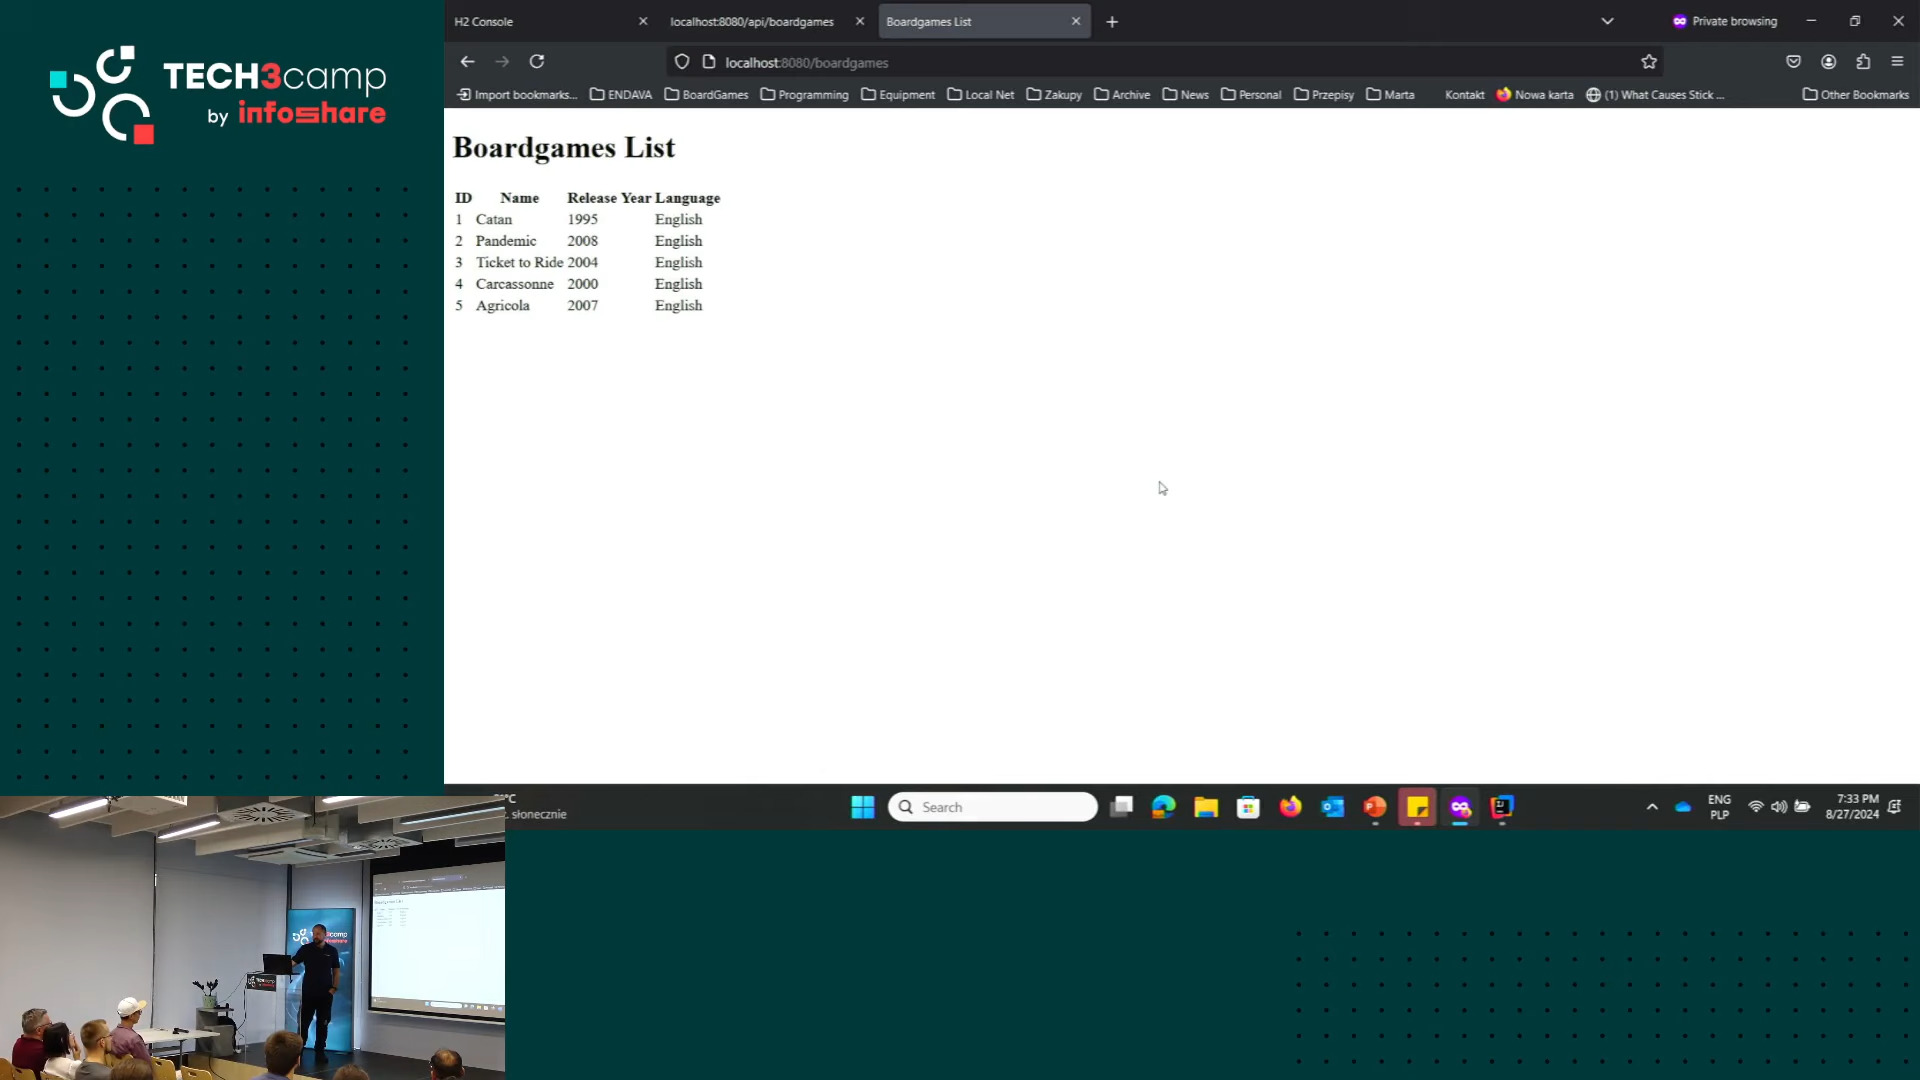 TECH3camp
by infoshare
H2 Console
localhost:8080/api/boardgames
Boardgames List
Private browsing
localhost:8080/boardgames
Import bookmarks...
ENDAVA
BoardGames
Programming
Equipment
Local Net
Zakupy
Archive
News
Personal
Przepisy
Marta
Kontakt
Nowa karta
(1) What Causes Stick ...
Other Bookmarks
Boardgames List
ID Name Release Year Language
1 Catan 1995 English
2 Pandemic 2008 English
3 Ticket to Ride 2004 English
4 Carcassonne 2000 English
5 Agricola 2007 English
słonecznie
Search
ENG
PLP
7:33 PM
8/27/2024